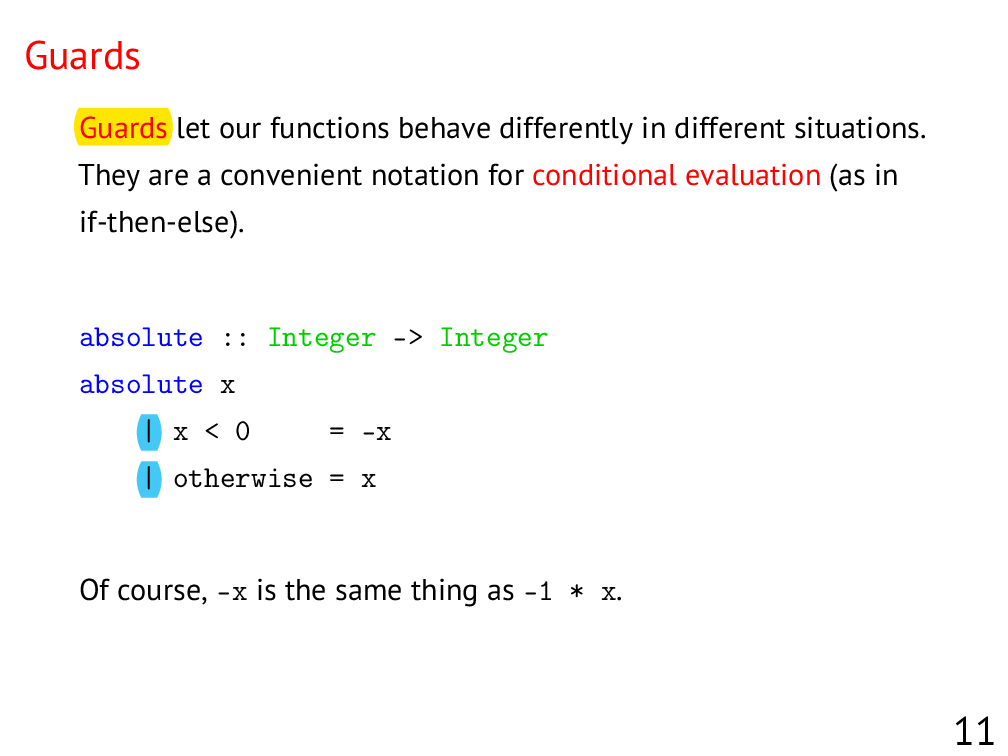 Guards
Guards let our functions behave differently in different situations.
They are a convenient notation for conditional evaluation (as in
if-then-else).
absolute :: Integer -> Integer
absolute x
    | x < 0     = -x
    | otherwise = x
Of course, -x is the same thing as -1 * x.
11